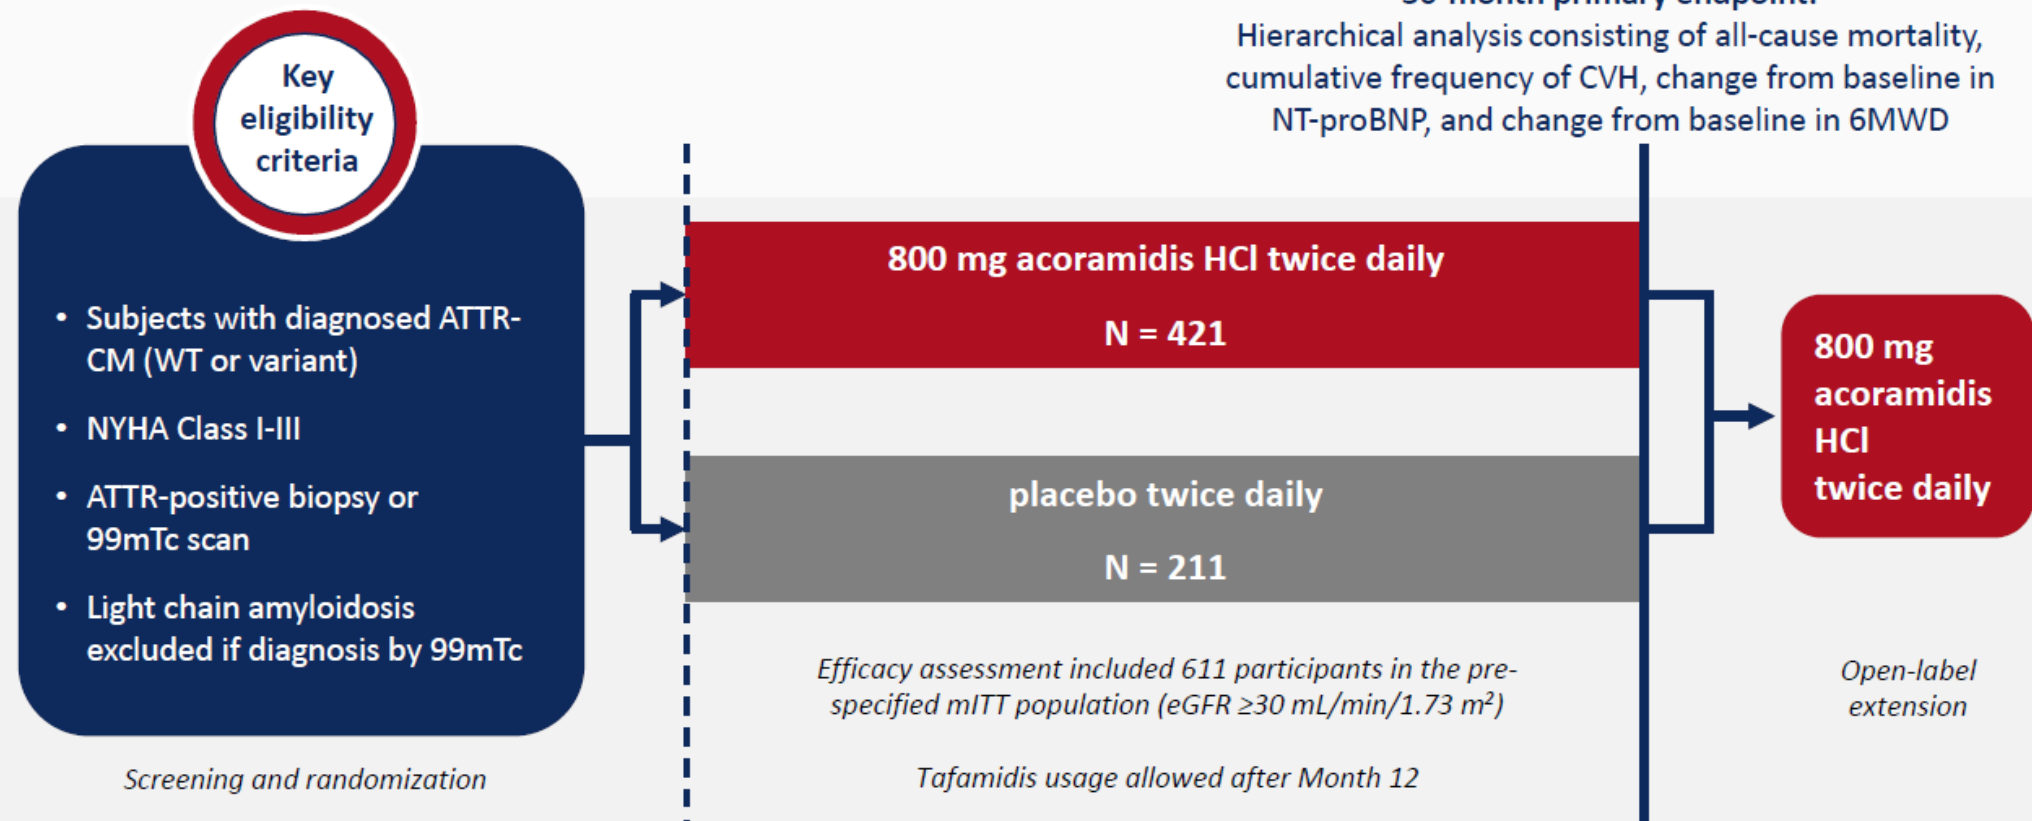 30-month primary endpoint:
Hierarchical analysis consisting of all-cause mortality,
cumulative frequency of CVH, change from baseline in
NT-proBNP, and change from baseline in 6MWD
Key
eligibility
criteria
• Subjects with diagnosed ATTR-
CM (WT or variant)
• NYHA Class I-III
• ATTR-positive biopsy or
99mTc scan
• Light chain amyloidosis
excluded if diagnosis by 99mTc
Screening and randomization
800 mg acoramidis HCl twice daily
N = 421
placebo twice daily
N = 211
Efficacy assessment included 611 participants in the pre-
specified mITT population (eGFR ≥30 mL/min/1.73 m²)
Tafamidis usage allowed after Month 12
800 mg
acoramidis
HCl
twice daily
Open-label
extension